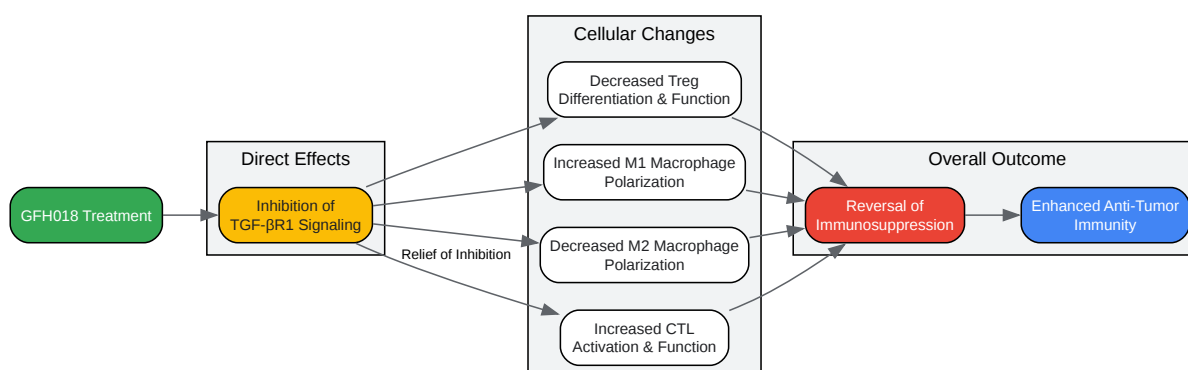 Cellular Changes
Decreased Treg
Differentiation & Function
Direct Effects
Increased M1 Macrophage
Polarization
Overall Outcome
GFH018 Treatment
Inhibition of
TGF-βR1 Signaling
Reversal of
Immunosuppression
Enhanced Anti-Tumor
Immunity
Decreased M2 Macrophage
Polarization
Relief of Inhibition
Increased CTL
Activation & Function